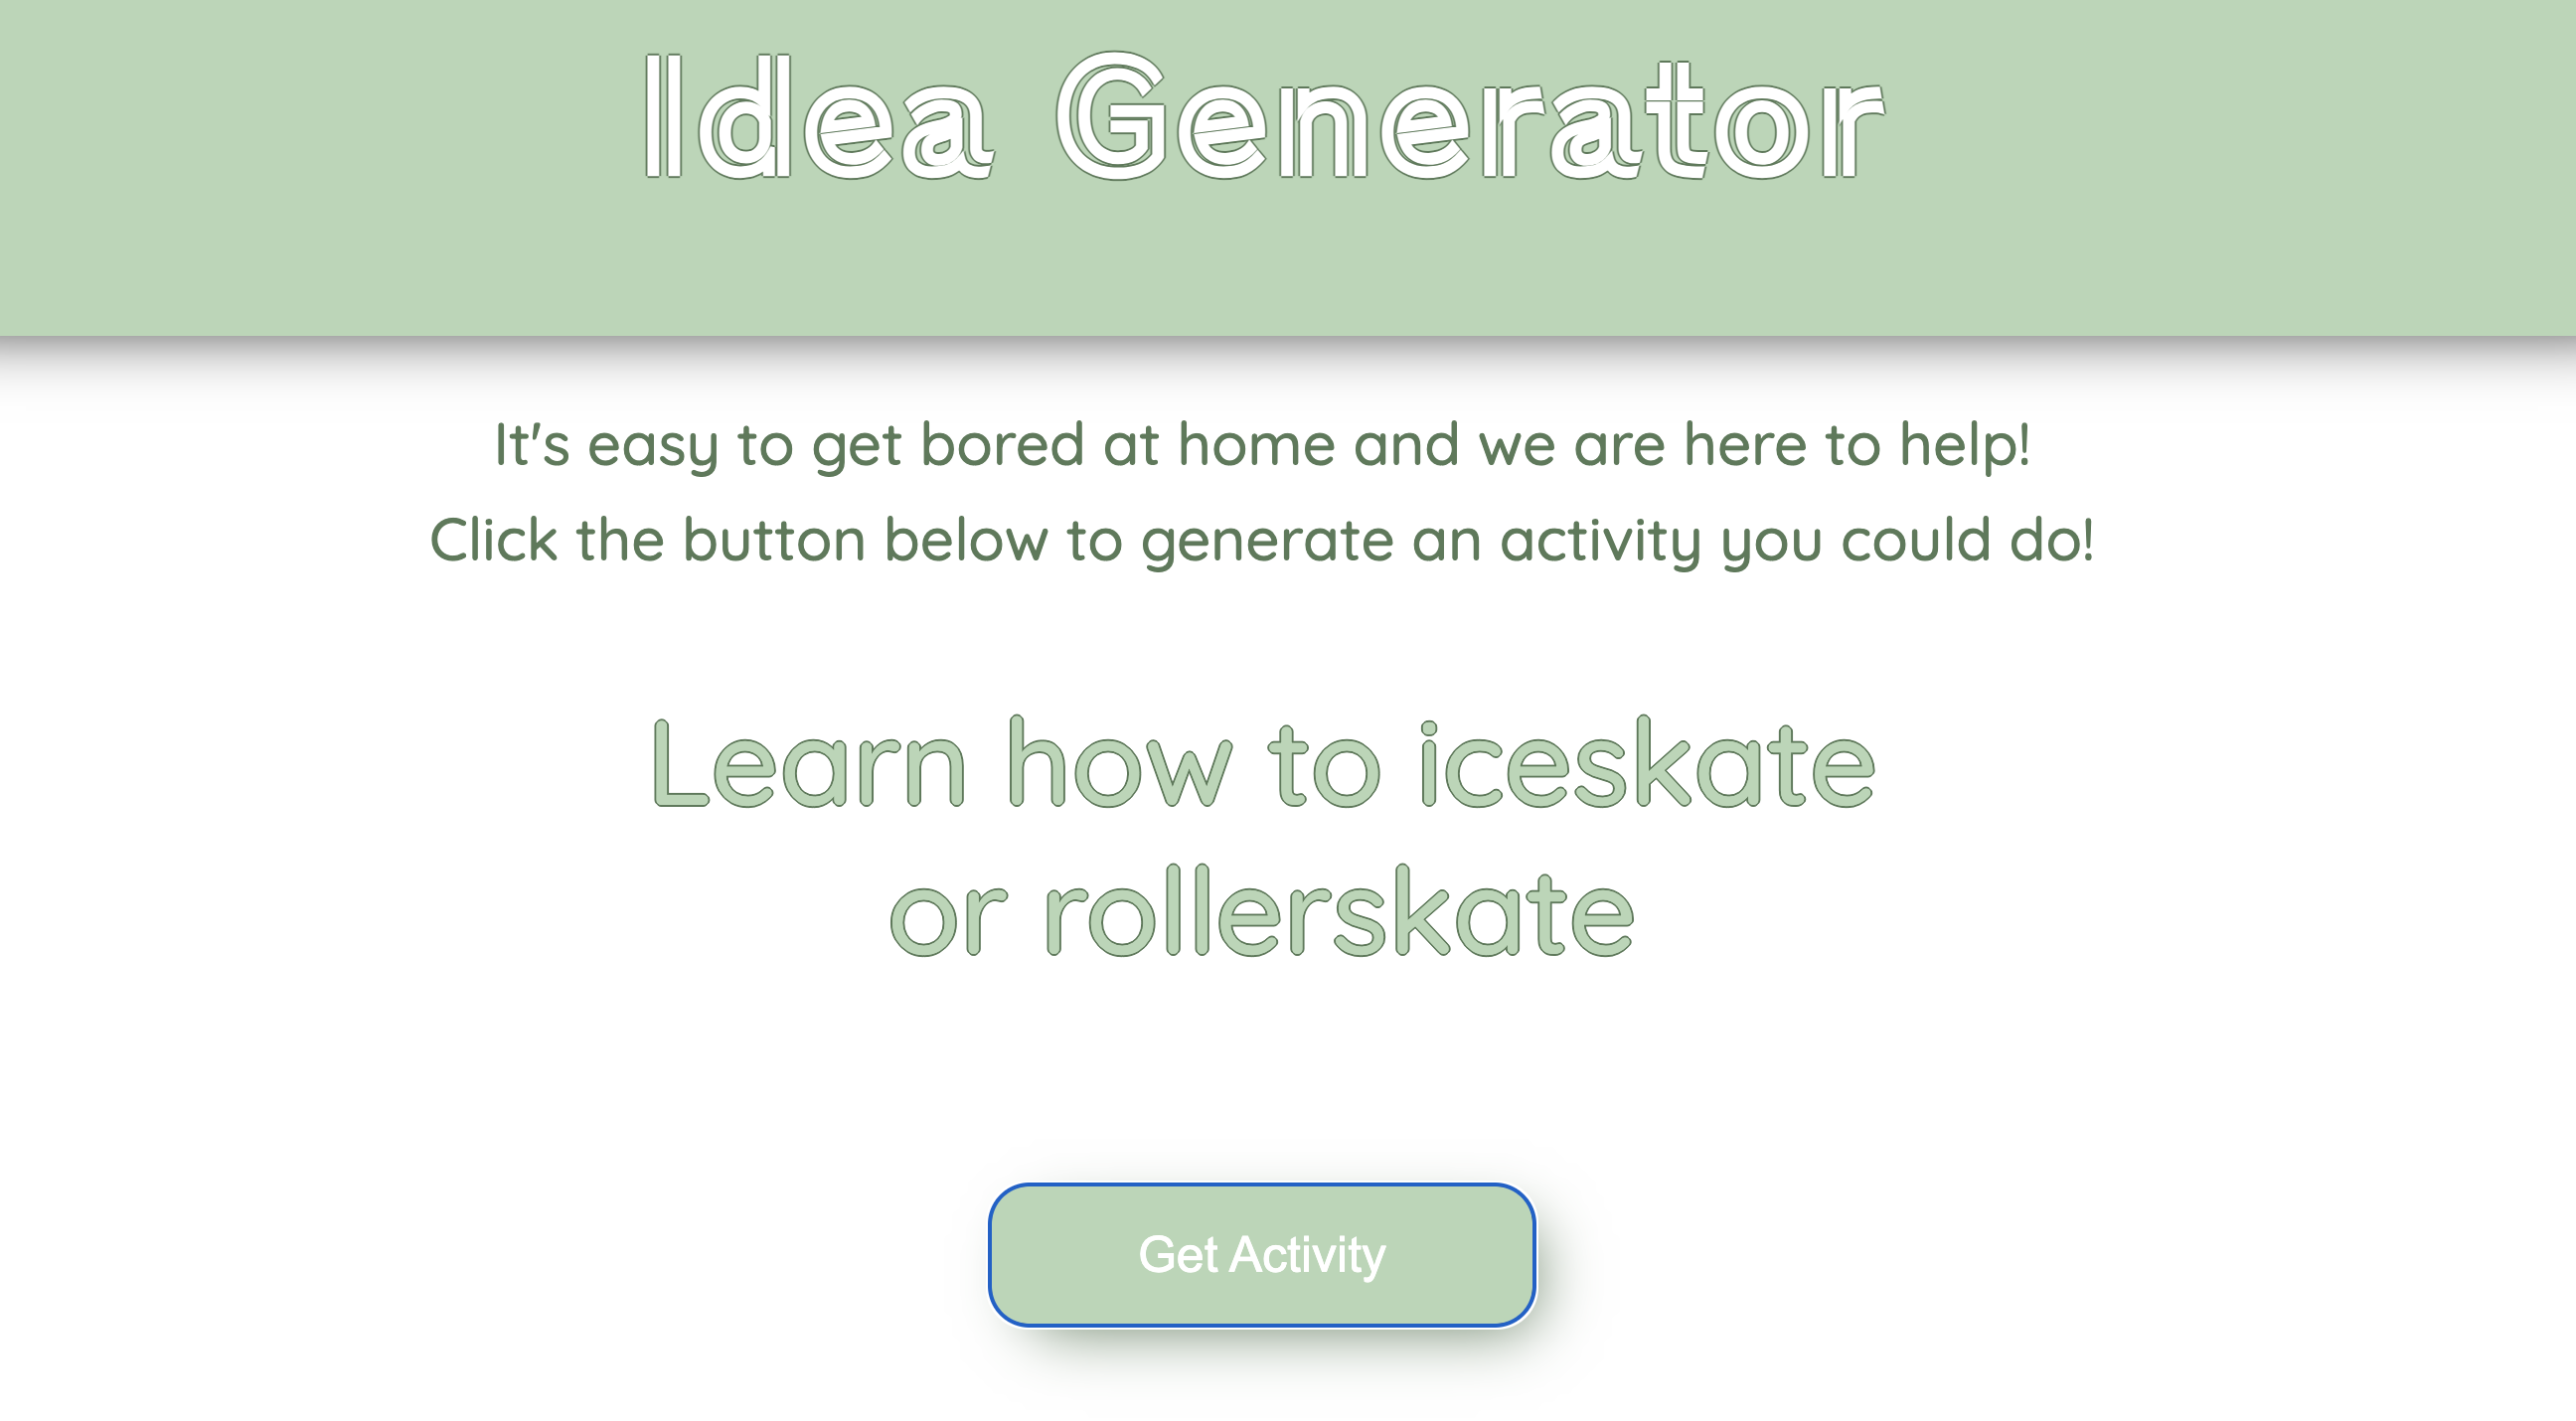 Idea Generator
It's easy to get bored at home and we are here to help!
Click the button below to generate an activity you could do!
Learn how to iceskate
or rollerskate
Get Activity